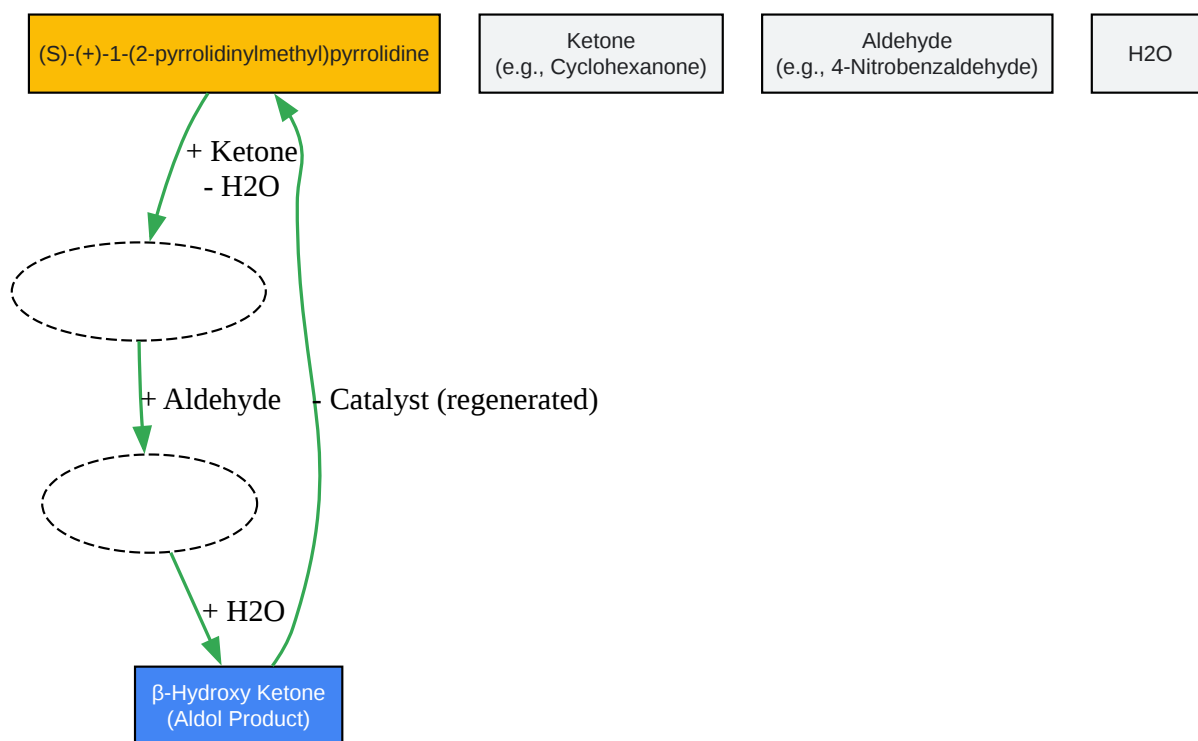 (S)-(+)-1-(2-pyrrolidinylmethyl)pyrrolidine
Ketone
(e.g., Cyclohexanone)
Aldehyde
(e.g., 4-Nitrobenzaldehyde)
H2O
+ Ketone
- H2O
+ Aldehyde
- Catalyst (regenerated)
+ H2O
β-Hydroxy Ketone
(Aldol Product)